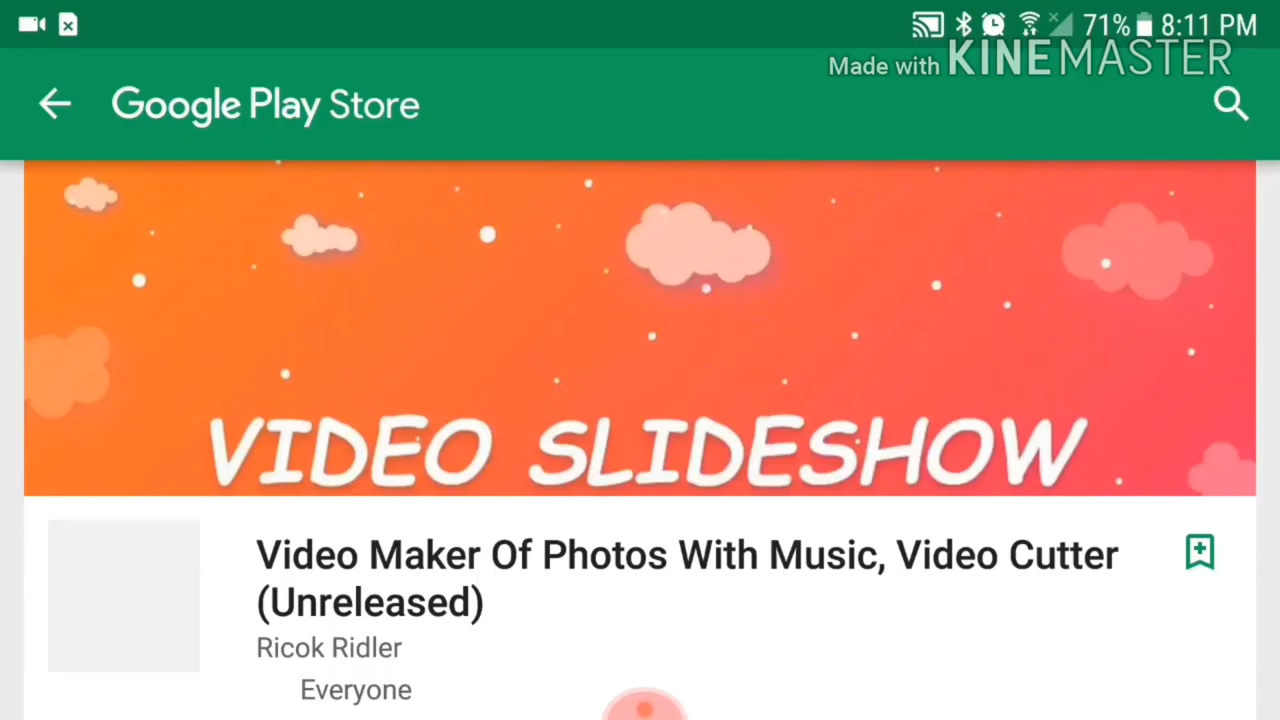 71% 8:11 PM
Made with KINEMASTER
Google Play Store
VIDEO SLIDESHOW
Video Maker Of Photos With Music, Video Cutter
(Unreleased)
Ricok Ridler
Everyone